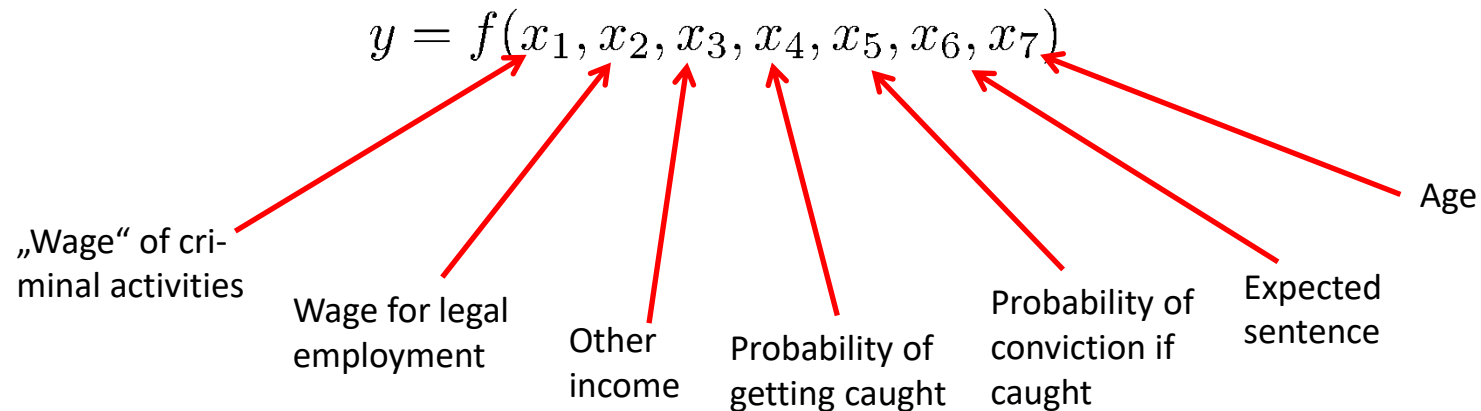 y = f(x₁, x₂, x₃, x₄, x₅, x₆, x₇)
„Wage“ of cri-
minal activities
Wage for legal
employment
Other
income
Probability of
getting caught
Probability of
conviction if
caught
Expected
sentence
Age